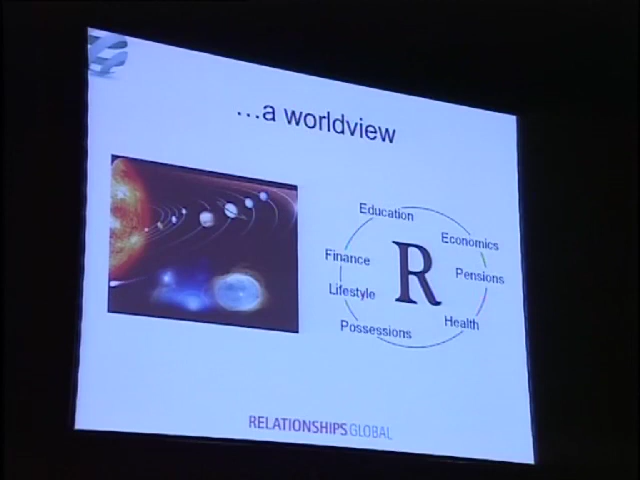 ...a worldview
Education
Economics
Finance
R
Pensions
Lifestyle
Health
Possessions
RELATIONSHIPS GLOBAL